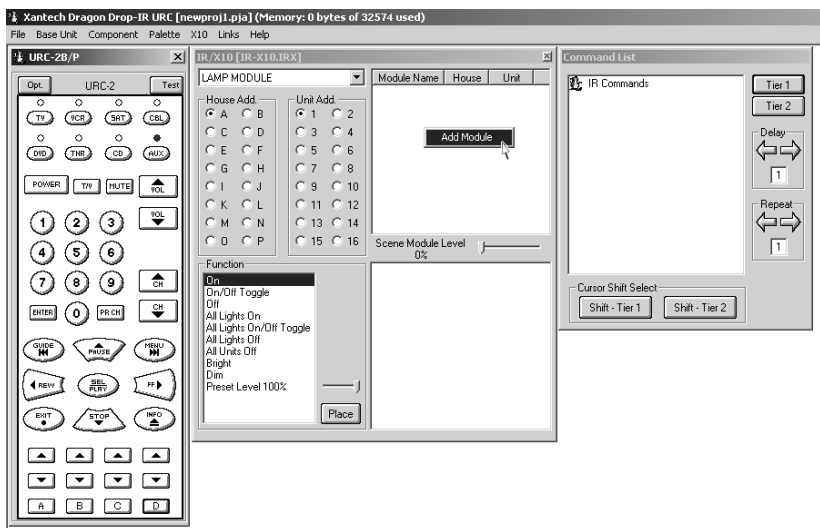 Xantech Dragon Drop-IR URC [newproj1.pja] (Memory: 0 bytes of 32574 used)
File Base Unit Component Palette X10 Links Help
URC-2B/P
Opt. URC-2 Test
TV VCR SAT CBL
DVD THR CD AUX
POWER T/V MUTE VOL
1 2 3 VOL
4 5 6
7 8 9 CH
ENTER 0 PR CH CH
GUIDE PAUSE MENU
REW SEL PLAY FF
EXIT STOP INFO
A B C D
IR/X10 [IR-X10.IRX]
LAMP MODULE
House Add. Unit Add.
A B 1 2
C D 3 4
E F 5 6
G H 7 8
I J 9 10
K L 11 12
M N 13 14
O P 15 16
Function
On
On/Off Toggle
Off
All Lights On
All Lights On/Off Toggle
All Lights Off
All Units Off
Bright
Dim
Preset Level 100%
Place
Module Name House Unit
Add Module
Scene Module Level
0%
Command List
IR Commands
Tier 1
Tier 2
Delay
1
Repeat
1
Cursor Shift Select
Shift - Tier 1 Shift - Tier 2